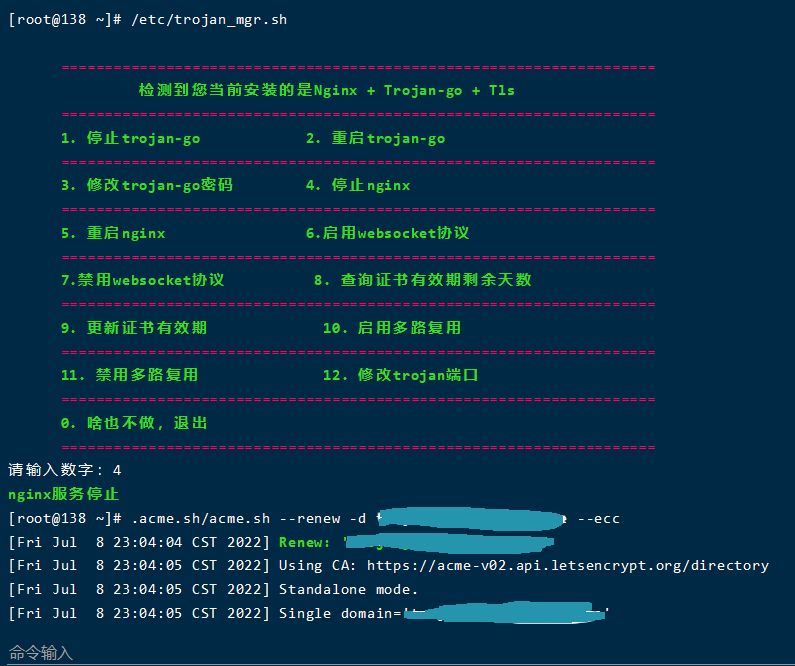 [root@138 ~]# /etc/trojan_mgr.sh
====================================================================
检测到您当前安装的是Nginx + Trojan-go + Tls
====================================================================
1. 停止trojan-go 2. 重启trojan-go
====================================================================
3. 修改trojan-go密码 4. 停止nginx
====================================================================
5. 重启nginx 6.启用websocket协议
====================================================================
7.禁用websocket协议 8. 查询证书有效期剩余天数
====================================================================
9. 更新证书有效期 10. 启用多路复用
====================================================================
11. 禁用多路复用 12. 修改trojan端口
====================================================================
0. 啥也不做，退出
====================================================================
请输入数字：4
nginx服务停止
[root@138 ~]# .acme.sh/acme.sh --renew -d --ecc
[Fri Jul  8 23:04:04 CST 2022] Renew: '
[Fri Jul  8 23:04:05 CST 2022] Using CA: https://acme-v02.api.letsencrypt.org/directory
[Fri Jul  8 23:04:05 CST 2022] Standalone mode.
[Fri Jul  8 23:04:05 CST 2022] Single domain=' '
命令输入